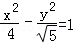 x²/4 − y²/√5 = 1